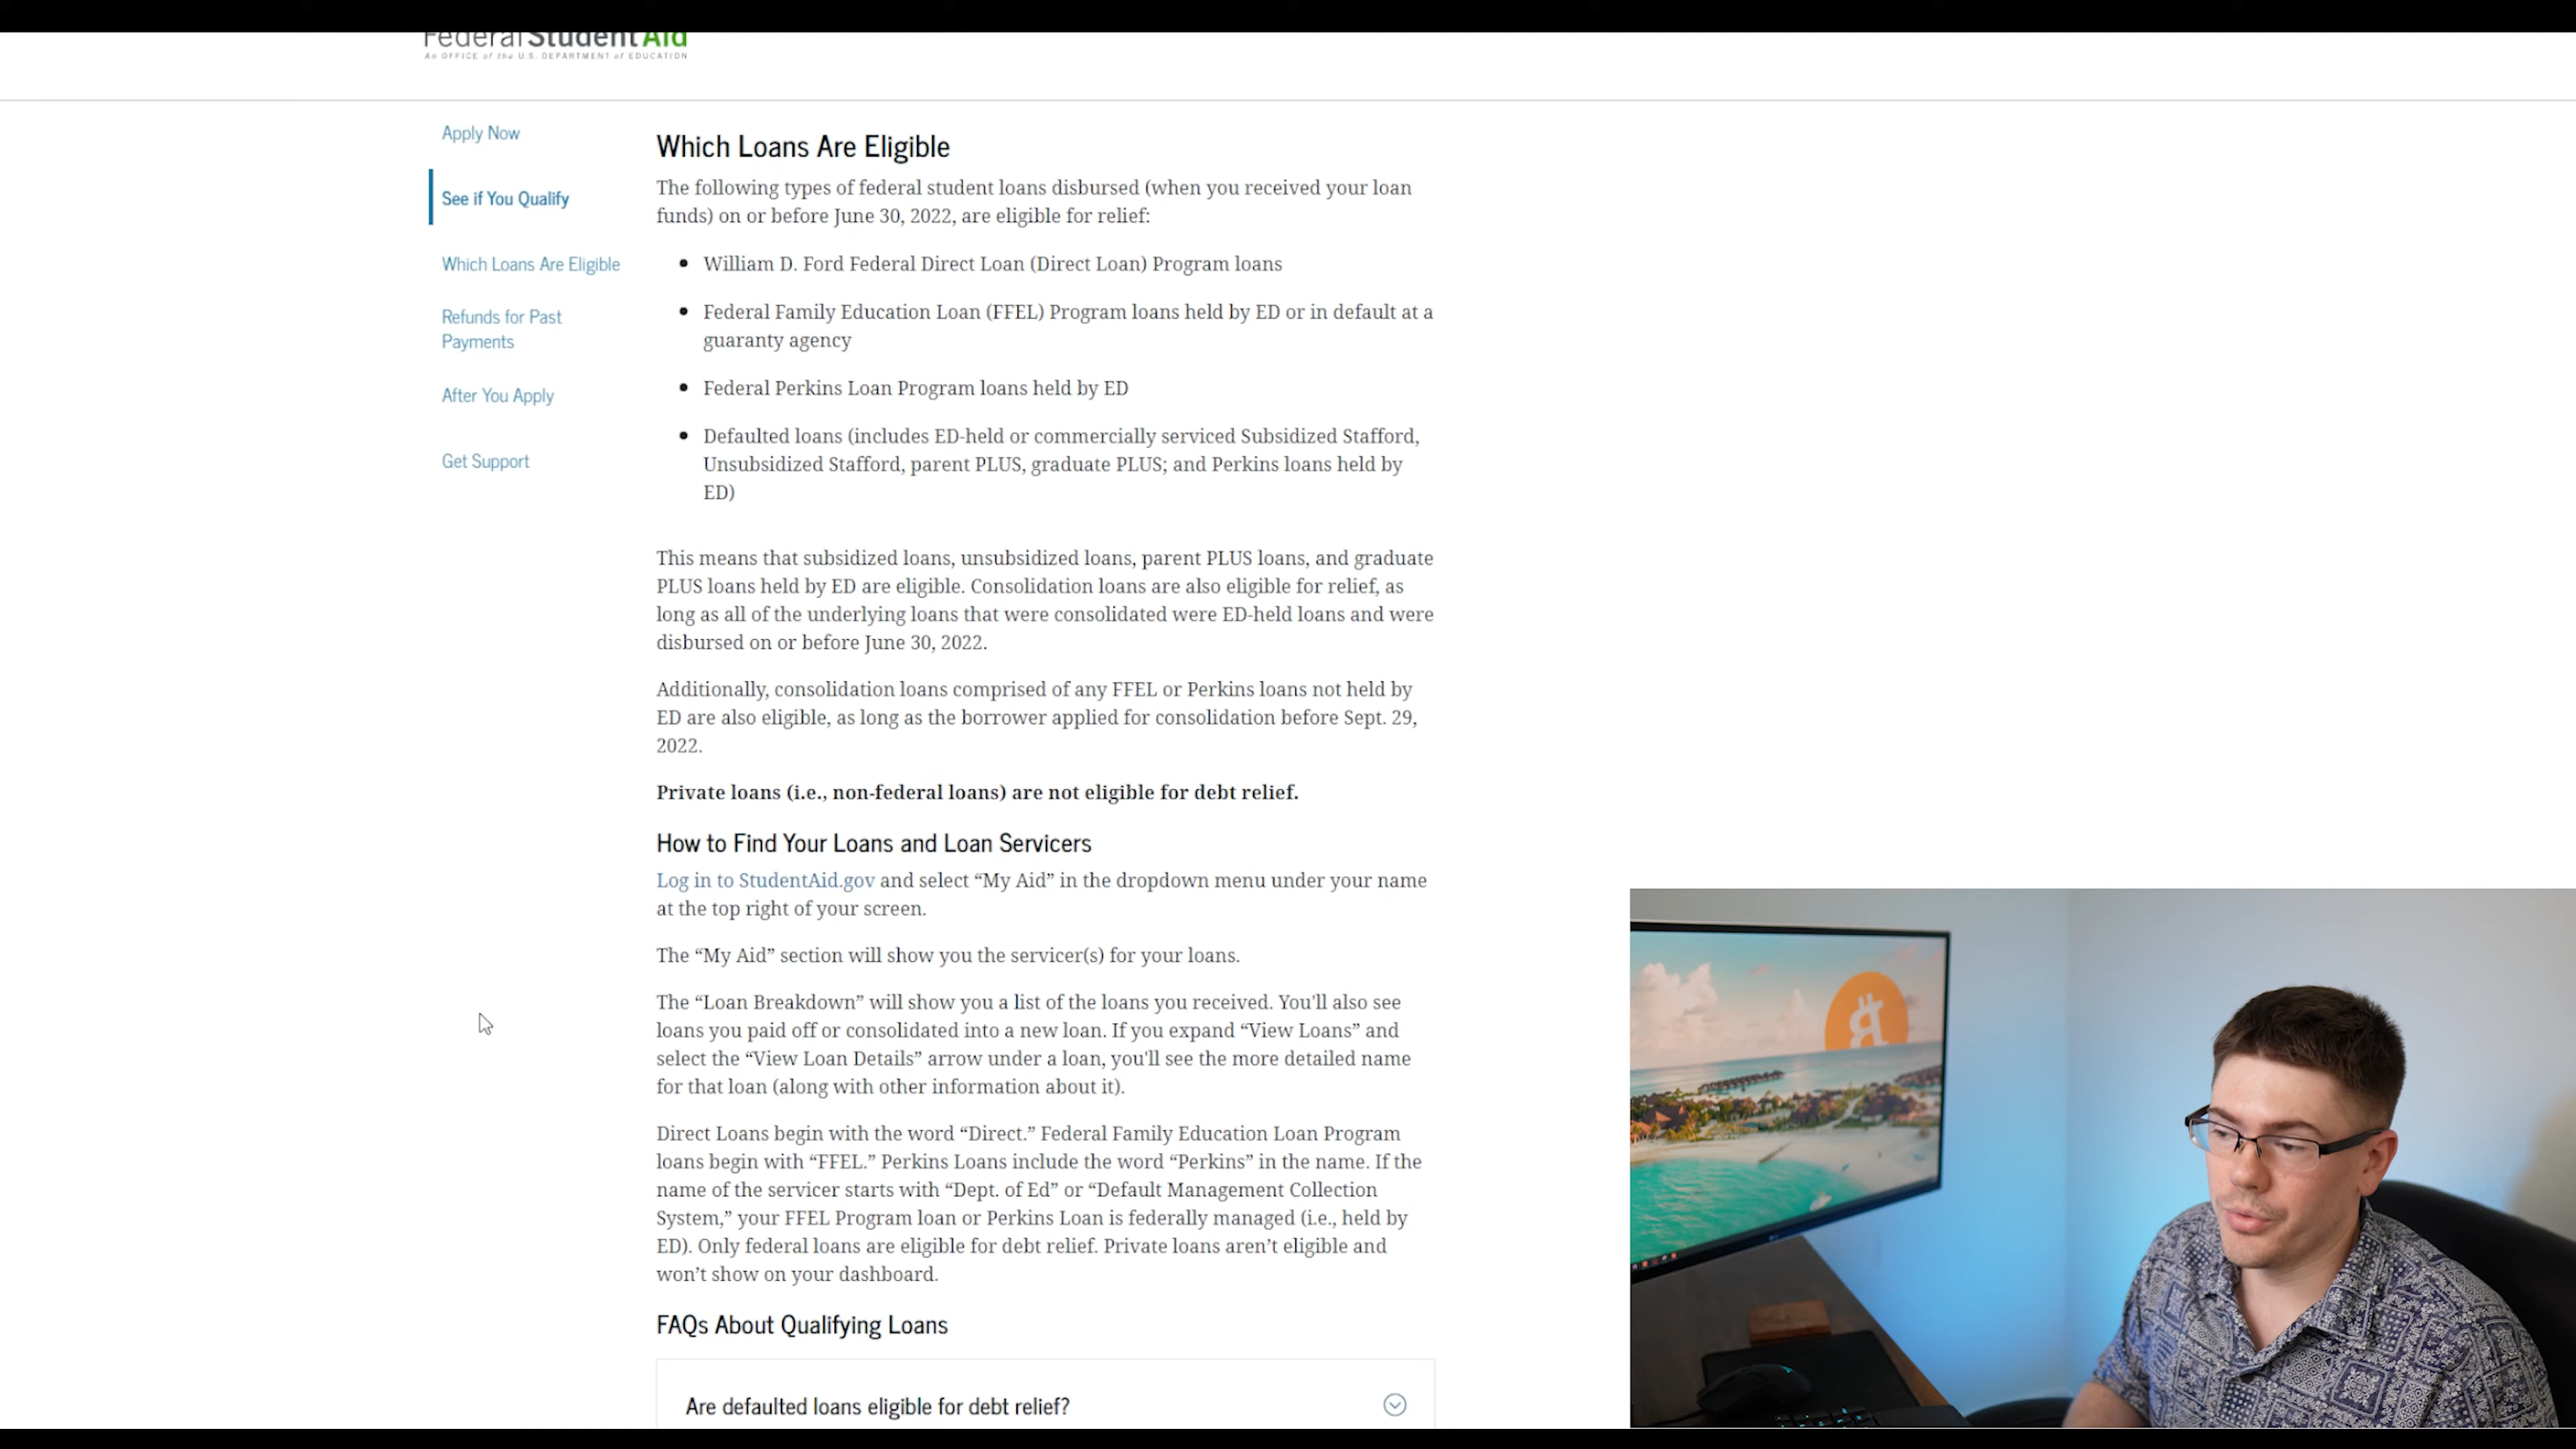 Federal Student Aid
An OFFICE of the U.S. DEPARTMENT of EDUCATION
Apply Now
See if You Qualify
Which Loans Are Eligible
Refunds for Past
Payments
After You Apply
Get Support
Which Loans Are Eligible
The following types of federal student loans disbursed (when you received your loan
funds) on or before June 30, 2022, are eligible for relief:
• William D. Ford Federal Direct Loan (Direct Loan) Program loans
• Federal Family Education Loan (FFEL) Program loans held by ED or in default at a
guaranty agency
• Federal Perkins Loan Program loans held by ED
• Defaulted loans (includes ED-held or commercially serviced Subsidized Stafford,
Unsubsidized Stafford, parent PLUS, graduate PLUS; and Perkins loans held by
ED)
This means that subsidized loans, unsubsidized loans, parent PLUS loans, and graduate
PLUS loans held by ED are eligible. Consolidation loans are also eligible for relief, as
long as all of the underlying loans that were consolidated were ED-held loans and were
disbursed on or before June 30, 2022.
Additionally, consolidation loans comprised of any FFEL or Perkins loans not held by
ED are also eligible, as long as the borrower applied for consolidation before Sept. 29,
2022.
Private loans (i.e., non-federal loans) are not eligible for debt relief.
How to Find Your Loans and Loan Servicers
Log in to StudentAid.gov and select “My Aid” in the dropdown menu under your name
at the top right of your screen.
The “My Aid” section will show you the servicer(s) for your loans.
The “Loan Breakdown” will show you a list of the loans you received. You'll also see
loans you paid off or consolidated into a new loan. If you expand “View Loans” and
select the “View Loan Details” arrow under a loan, you'll see the more detailed name
for that loan (along with other information about it).
Direct Loans begin with the word “Direct.” Federal Family Education Loan Program
loans begin with “FFEL.” Perkins Loans include the word “Perkins” in the name. If the
name of the servicer starts with “Dept. of Ed” or “Default Management Collection
System,” your FFEL Program loan or Perkins Loan is federally managed (i.e., held by
ED). Only federal loans are eligible for debt relief. Private loans aren’t eligible and
won’t show on your dashboard.
FAQs About Qualifying Loans
Are defaulted loans eligible for debt relief?